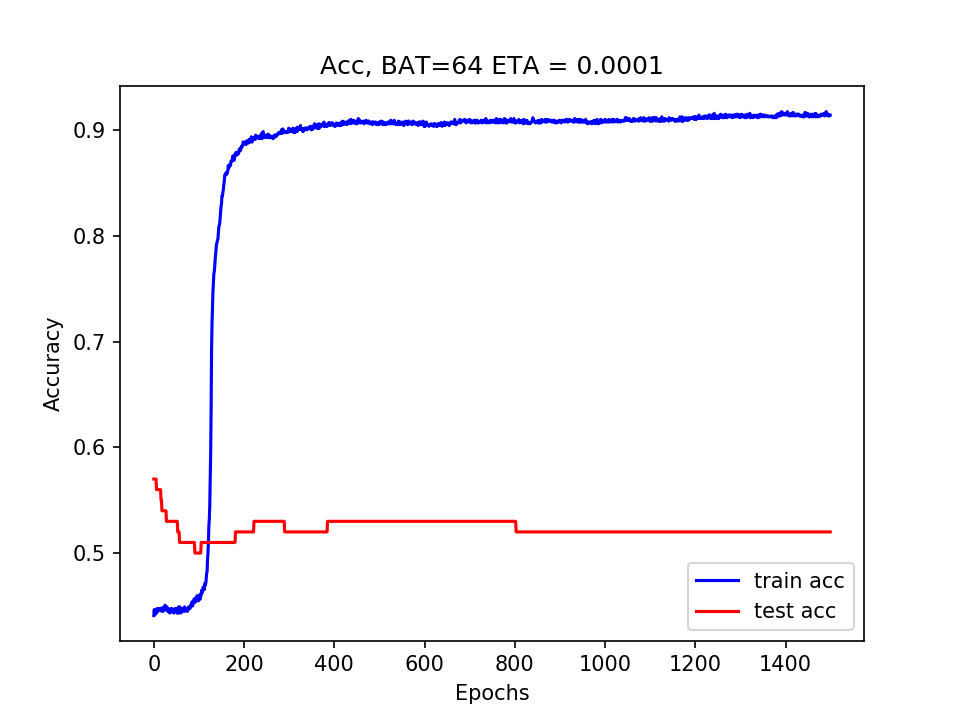 Acc, BAT=64 ETA = 0.0001
Accuracy
0.9
0.8
0.7
0.6
0.5
0 200 400 600 800 1000 1200 1400
Epochs
train acc
test acc